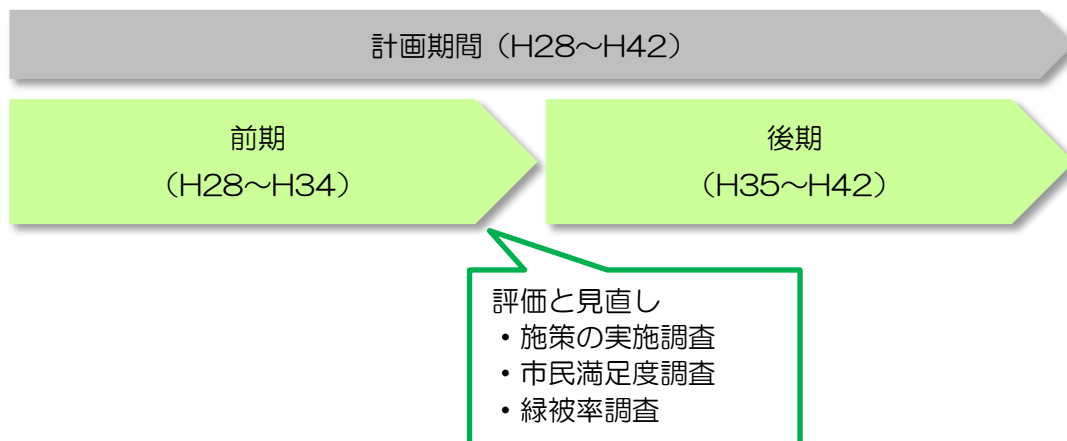 計画期間（H28～H42）
前期
（H28～H34）
後期
（H35～H42）
評価と見直し
・施策の実施調査
・市民満足度調査
・緑被率調査